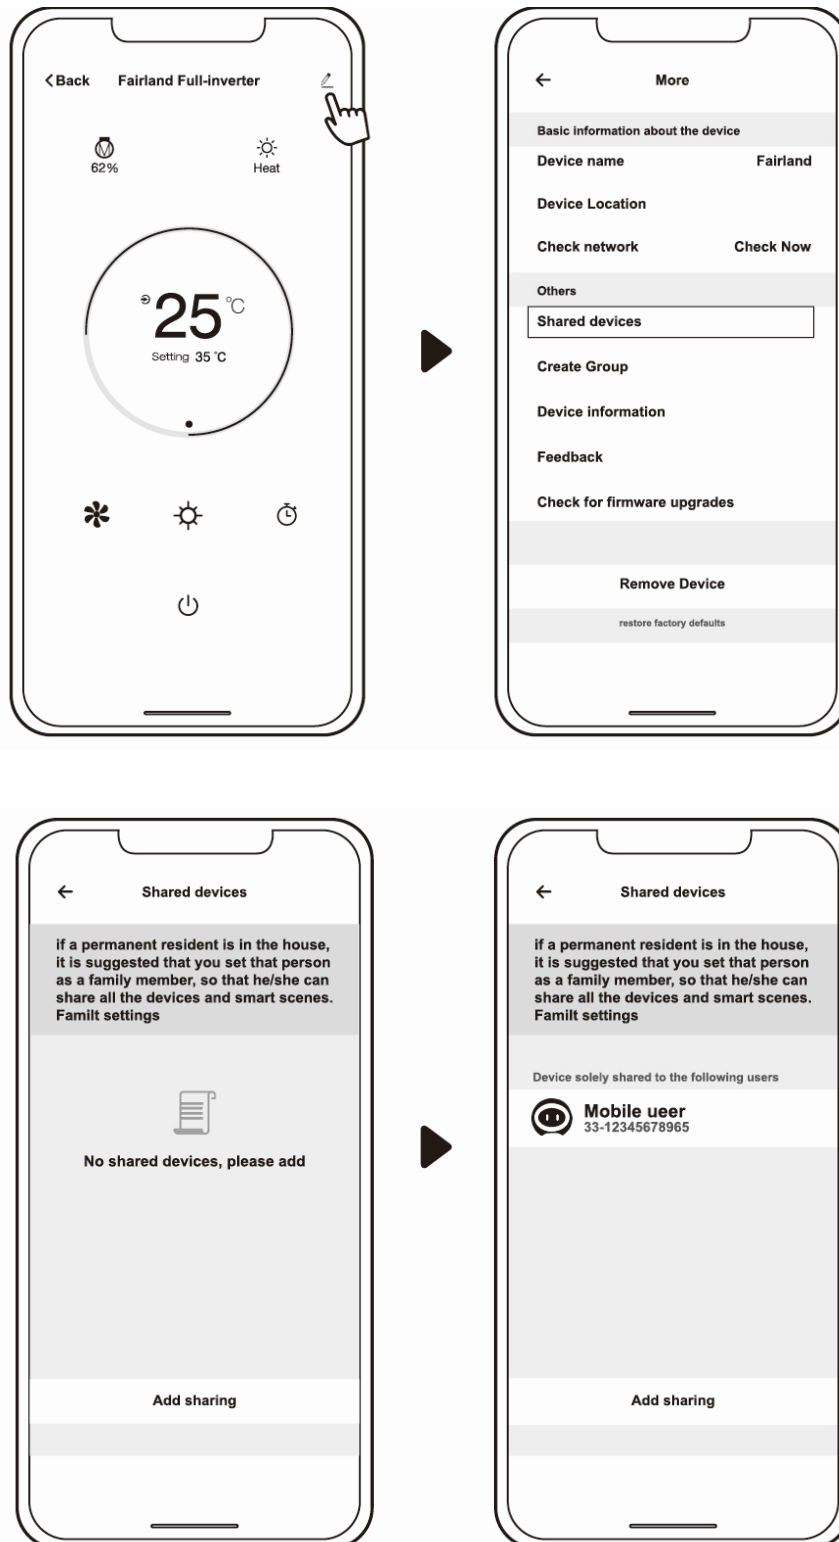 Back Fairland Full-inverter
62% Heat
25 °C
Setting 35 °C
More
Basic information about the device
Device name Fairland
Device Location
Check network Check Now
Others
Shared devices
Create Group
Device information
Feedback
Check for firmware upgrades
Remove Device
restore factory defaults
Shared devices
if a permanent resident is in the house,
it is suggested that you set that person
as a family member, so that he/she can
share all the devices and smart scenes.
Familt settings
No shared devices, please add
Add sharing
Shared devices
if a permanent resident is in the house,
it is suggested that you set that person
as a family member, so that he/she can
share all the devices and smart scenes.
Familt settings
Device solely shared to the following users
Mobile ueer
33-12345678965
Add sharing